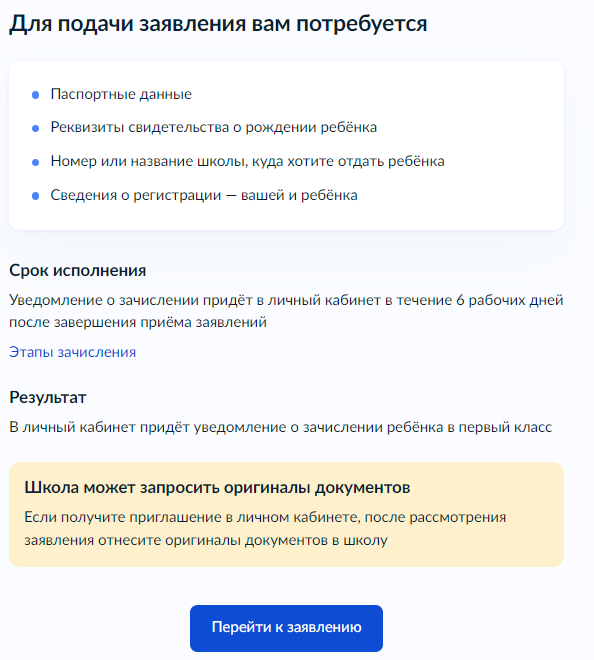 Для подачи заявления вам потребуется
Паспортные данные
Реквизиты свидетельства о рождении ребёнка
Номер или название школы, куда хотите отдать ребёнка
Сведения о регистрации — вашей и ребёнка
Срок исполнения
Уведомление о зачислении придёт в личный кабинет в течение 6 рабочих дней
после завершения приёма заявлений
Этапы зачисления
Результат
В личный кабинет придёт уведомление о зачислении ребёнка в первый класс
Школа может запросить оригиналы документов
Если получите приглашение в личном кабинете, после рассмотрения
заявления отнесите оригиналы документов в школу
Перейти к заявлению